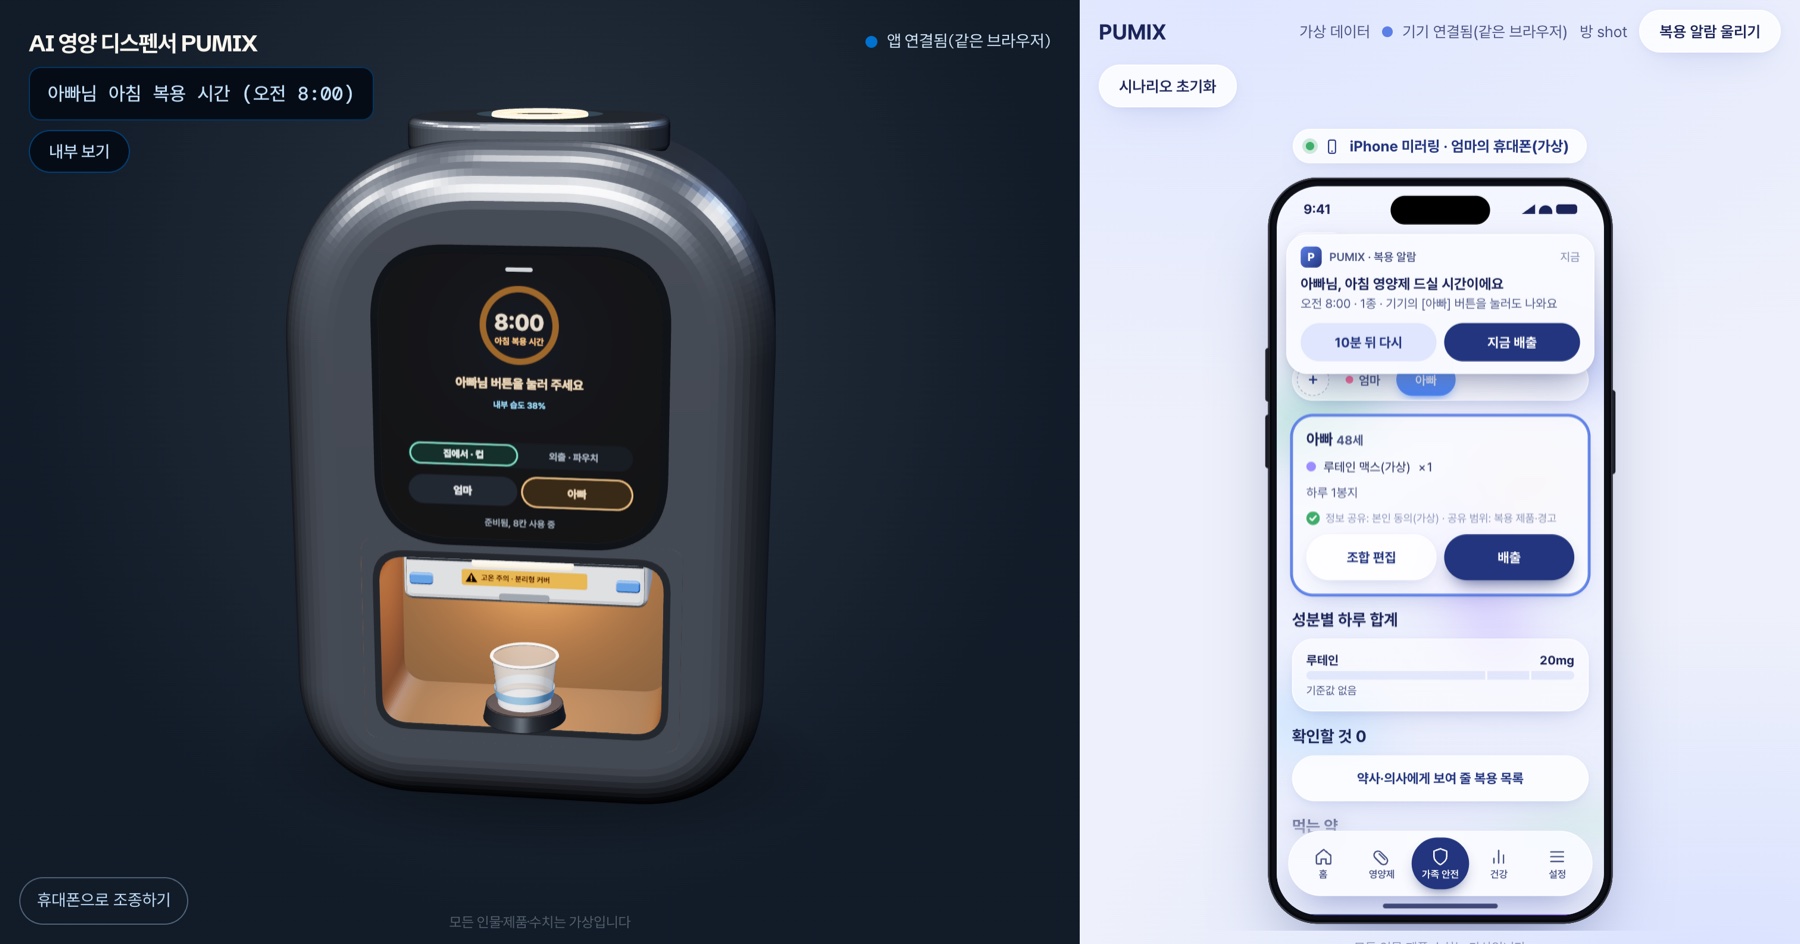 AI 영양 디스펜서 PUMIX
앱 연결됨(같은 브라우저)
아빠님 아침 복용 시간 (오전 8:00)
내부 보기
8:00
아침 복용 시간
아빠님 버튼을 눌러 주세요
내부 습도 38%
집에서 · 컵
외출 · 파우치
엄마
아빠
준비됨, 8칸 사용 중
고온 주의 · 분리형 커버
휴대폰으로 조종하기
모든 인물·제품·수치는 가상입니다
PUMIX
가상 데이터
기기 연결됨(같은 브라우저)
방 shot
복용 알람 울리기
시나리오 초기화
iPhone 미러링 · 엄마의 휴대폰(가상)
9:41
P
PUMIX · 복용 알람
지금
아빠님, 아침 영양제 드실 시간이에요
오전 8:00 · 1종 · 기기의 [아빠] 버튼을 눌러도 나와요
10분 뒤 다시
지금 배출
+
엄마
아빠
아빠 48세
루테인 맥스(가상) ×1
하루 1봉지
정보 공유: 본인 동의(가상) · 공유 범위: 복용 제품·경고
조합 편집
배출
성분별 하루 합계
루테인
20mg
기준값 없음
확인할 것 0
약사·의사에게 보여 줄 복용 목록
먹는 약
홈
영양제
가족 안전
건강
설정